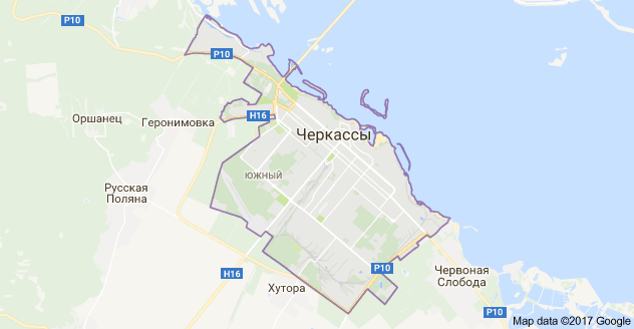 P10
P10
Оршанец
Геронимовка
H16
Черкассы
южный
Русская
Поляна
H16
P10
Червоная
Слобода
Хутора
P10
Map data ©2017 Google